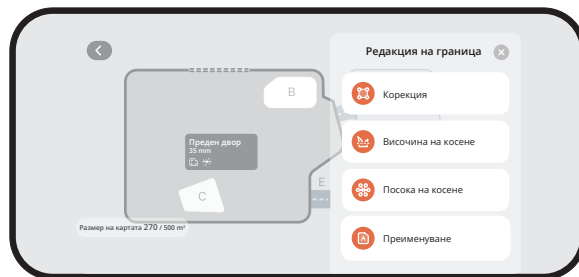 Редакция на граница
B
Корекция
Преден двор
35 mm
Височина на косене
E
C
Посока на косене
Размер на картата 270 / 500 m²
A
Преименуване